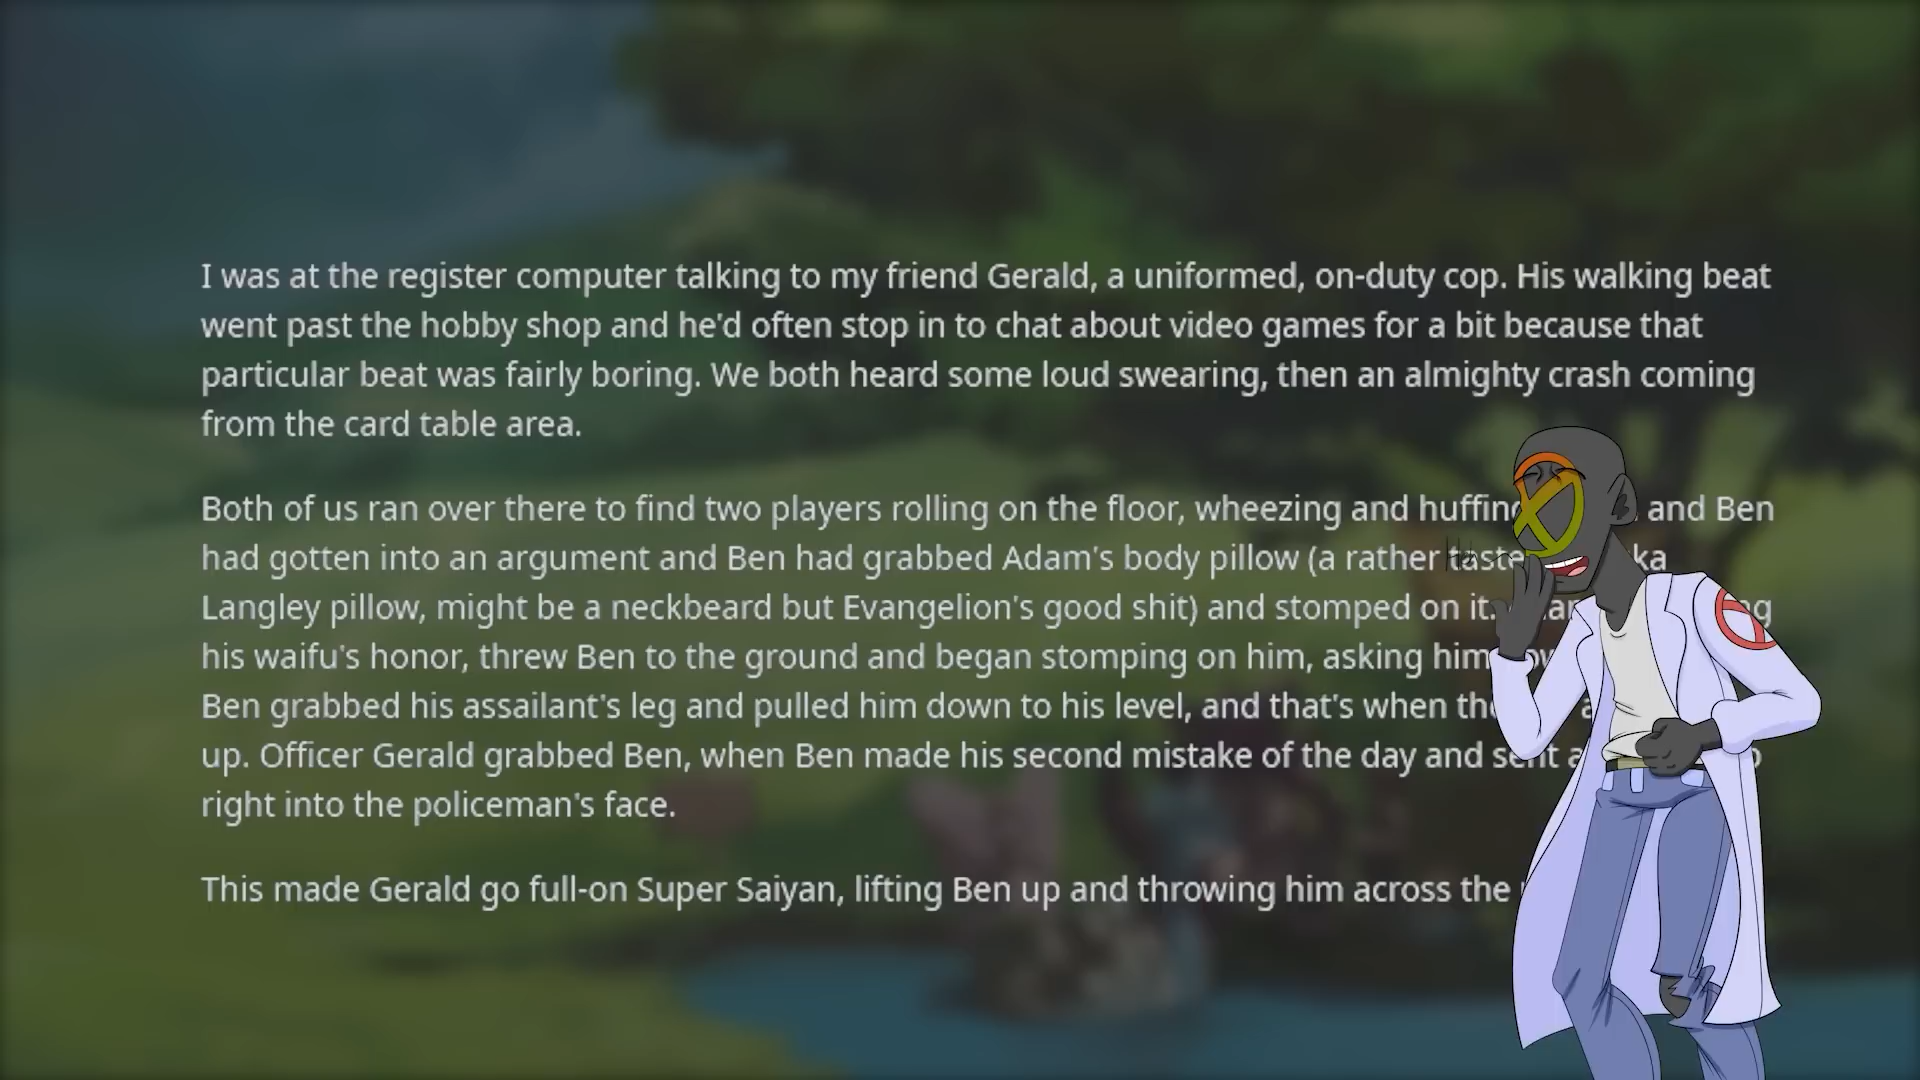 I was at the register computer talking to my friend Gerald, a uniformed, on-duty cop. His walking beat
went past the hobby shop and he'd often stop in to chat about video games for a bit because that
particular beat was fairly boring. We both heard some loud swearing, then an almighty crash coming
from the card table area.
Both of us ran over there to find two players rolling on the floor, wheezing and huffing and Ben
had gotten into an argument and Ben had grabbed Adam's body pillow (a rather
Langley pillow, might be a neckbeard but Evangelion's good shit) and stomped on it.
his waifu's honor, threw Ben to the ground and began stomping on him, asking him
Ben grabbed his assailant's leg and pulled him down to his level, and that's when
up. Officer Gerald grabbed Ben, when Ben made his second mistake of the day and sent
right into the policeman's face.
This made Gerald go full-on Super Saiyan, lifting Ben up and throwing him across the